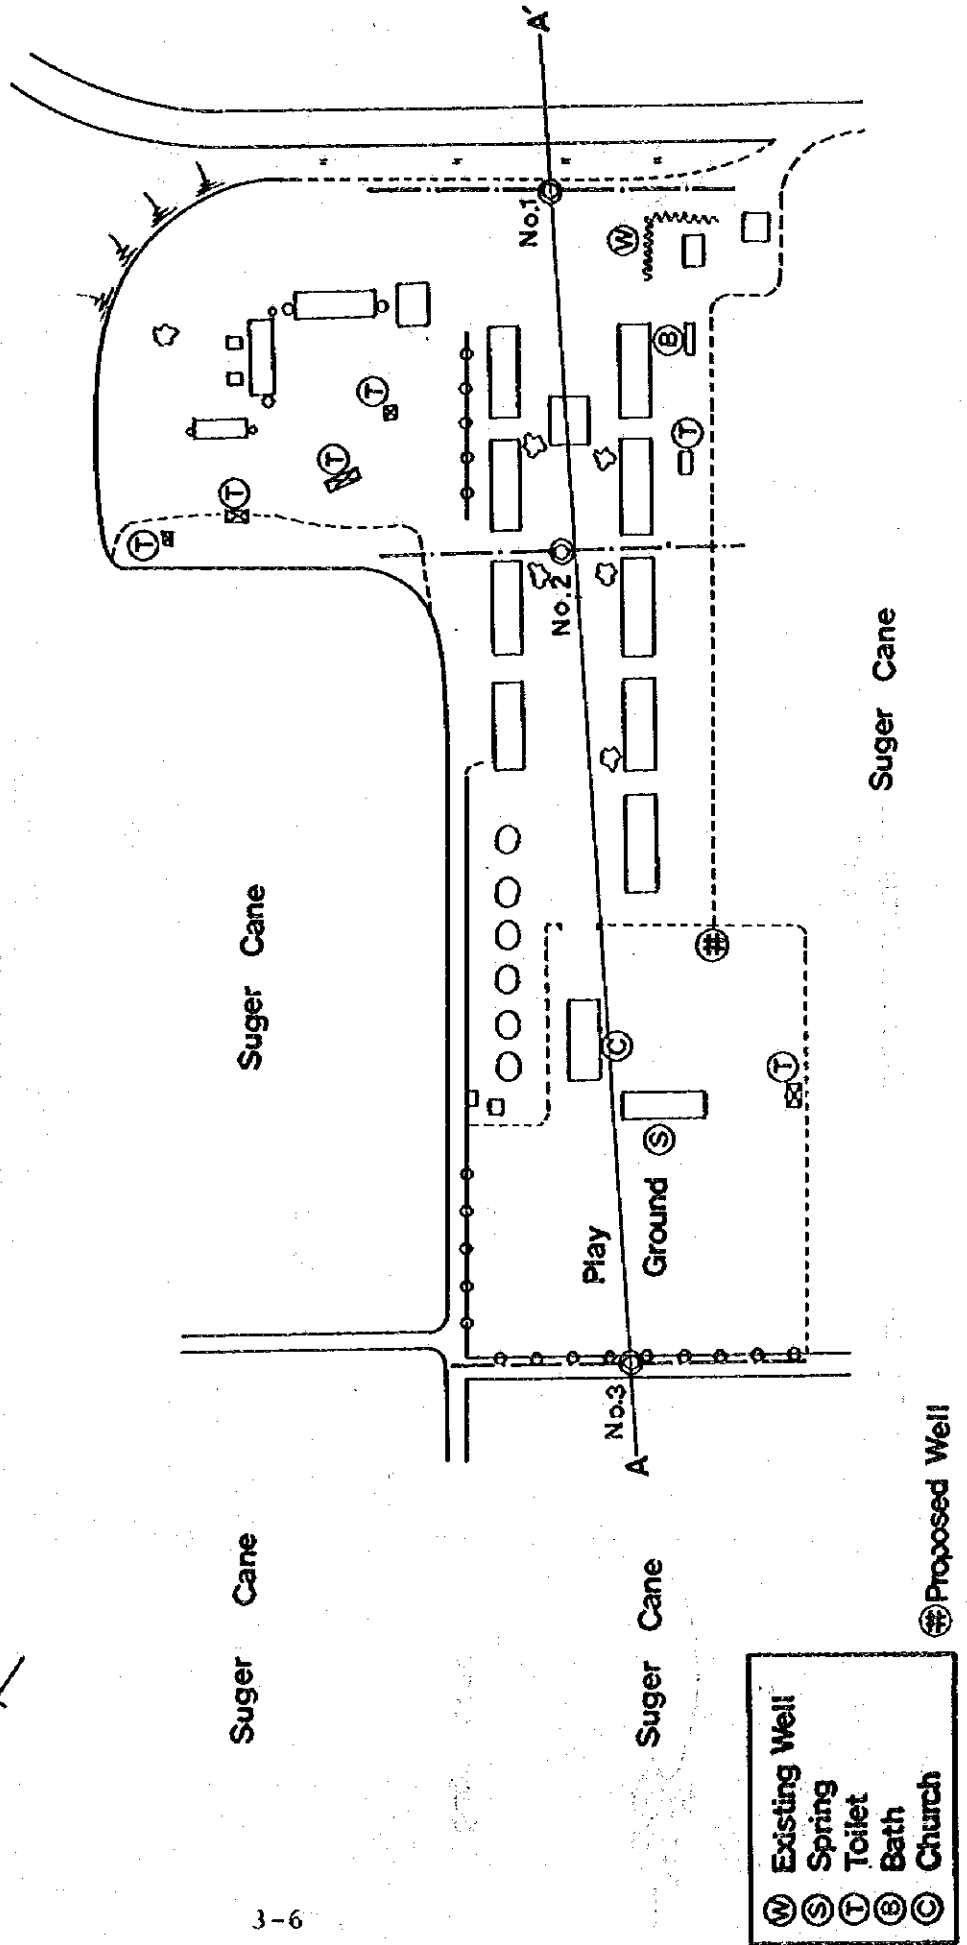 A'
No.1
W
B
T
T
T
T
T
No.2
Suger Cane
Suger Cane
#
C
S
T
Play
Ground
No.3
A
Suger Cane
Suger Cane
# Proposed Well
W Existing Well
S Spring
T Toilet
B Bath
C Church
3-6